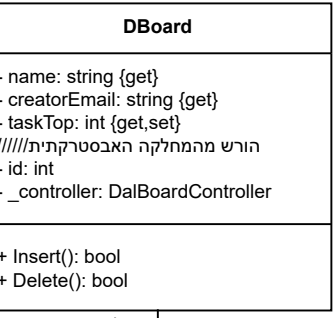 DBoard
- name: string {get}
- creatorEmail: string {get}
- taskTop: int {get,set}
הורש מהמחלקה האבסטרקתית//////
- id: int
- _controller: DalBoardController
+ Insert(): bool
+ Delete(): bool